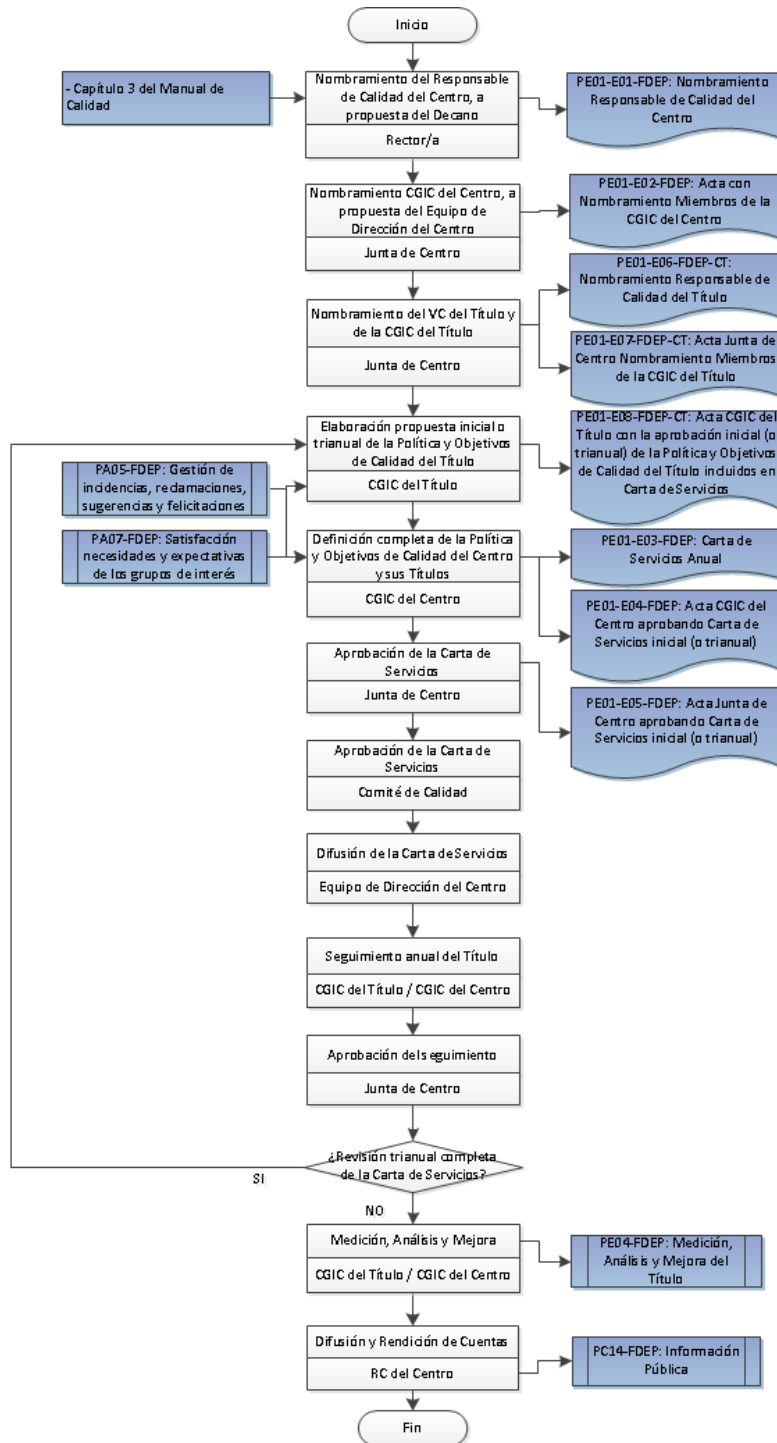 Inicio
- Capítulo 3 del Manual de
Calidad
Nombramiento del Responsable
de Calidad del Centro, a
propuesta del Decano
Rector/a
PE01-E01-FDEP: Nombramiento
Responsable de Calidad del
Centro
Nombramiento CGIC del Centro, a
propuesta del Equipo de
Dirección del Centro
Junta de Centro
PE01-E02-FDEP: Acta con
Nombramiento Miembros de la
CGIC del Centro
Nombramiento del VC del Título y
de la CGIC del Título
Junta de Centro
PE01-E06-FDEP-CT:
Nombramiento Responsable de
Calidad del Título
PE01-E07-FDEP-CT: Acta Junta de
Centro Nombramiento Miembros
de la CGIC del Título
Elaboración propuesta inicial o
trianual de la Política y Objetivos
de Calidad del Título
CGIC del Título
PE01-E08-FDEP-CT: Acta CGIC del
Título con la aprobación inicial (o
trianual) de la Política y Objetivos
de Calidad del Título incluidos en
Carta de Servicios
PA05-FDEP: Gestión de
incidencias, reclamaciones,
sugerencias y felicitaciones
PA07-FDEP: Satisfacción
necesidades y expectativas
de los grupos de interés
Definición completa de la Política
y Objetivos de Calidad del Centro
y sus Títulos
CGIC del Centro
PE01-E03-FDEP: Carta de
Servicios Anual
PE01-E04-FDEP: Acta CGIC del
Centro aprobando Carta de
Servicios inicial (o trianual)
Aprobación de la Carta de
Servicios
Junta de Centro
PE01-E05-FDEP: Acta Junta de
Centro aprobando Carta de
Servicios inicial (o trianual)
Aprobación de la Carta de
Servicios
Comité de Calidad
Difusión de la Carta de Servicios
Equipo de Dirección del Centro
Seguimiento anual del Título
CGIC del Título / CGIC del Centro
Aprobación del seguimiento
Junta de Centro
¿Revisión trianual completa
de la Carta de Servicios?
SI
NO
Medición, Análisis y Mejora
CGIC del Título / CGIC del Centro
PE04-FDEP: Medición,
Análisis y Mejora del
Título
Difusión y Rendición de Cuentas
RC del Centro
PC14-FDEP: Información
Pública
Fin